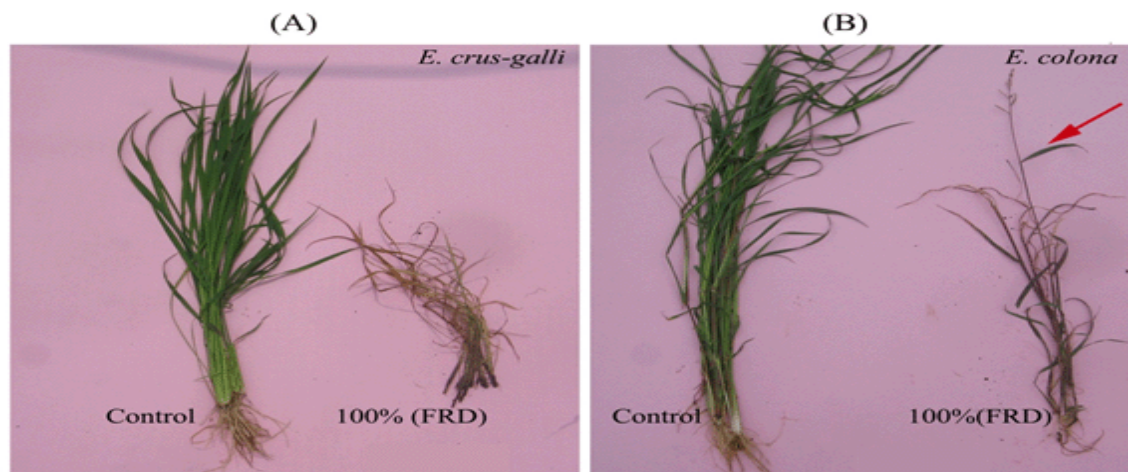 (A)
(B)
E. crus-galli
E. colona
Control
100% (FRD)
Control
100%(FRD)